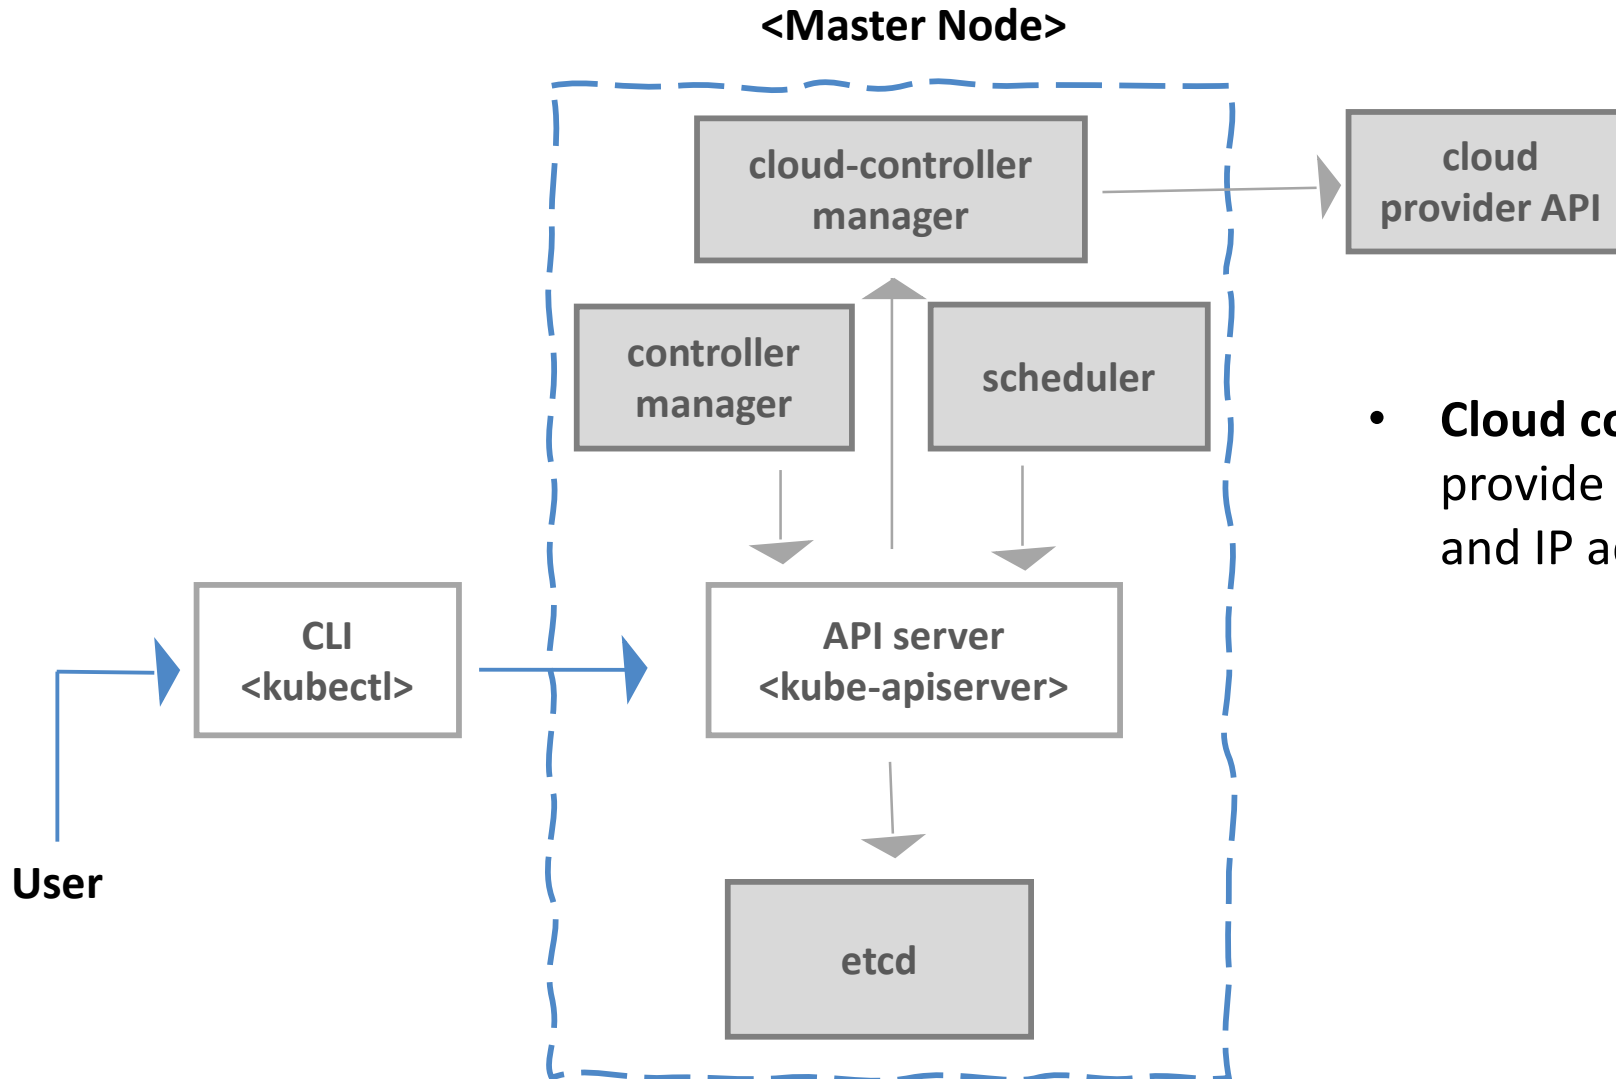 <Master Node>
cloud-controller
manager
cloud
provider API
controller
manager
scheduler
• Cloud
provide
and IP
CLI
<kubectl>
API server
<kube-apiserver>
User
etcd